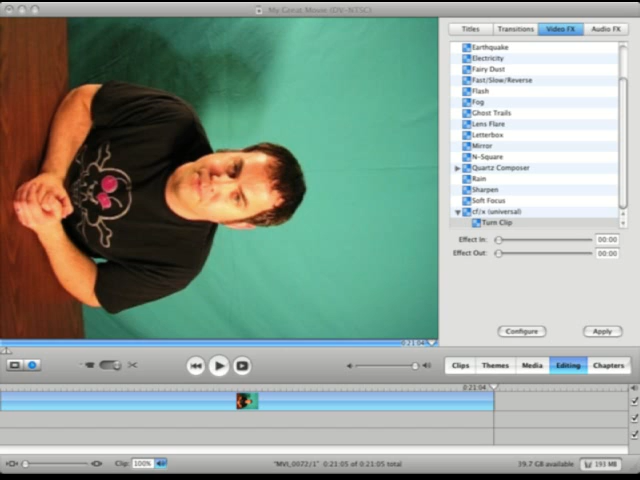 My Great Movie (DV-NTSC)
Titles Transitions Video FX Audio FX
Earthquake
Electricity
Fairy Dust
Fast/Slow/Reverse
Flash
Fog
Ghost Trails
Lens Flare
Letterbox
Mirror
N-Square
Quartz Composer
Rain
Sharpen
Soft Focus
cf/x (universal)
Turn Clip
Effect In: 00:00
Effect Out: 00:00
Configure Apply
0:21:04
Clips Themes Media Editing Chapters
0:21:04
Clip: 100%
"MVI_0072/1" 0:21:05 of 0:21:05 total
39.7 GB available
193 MB